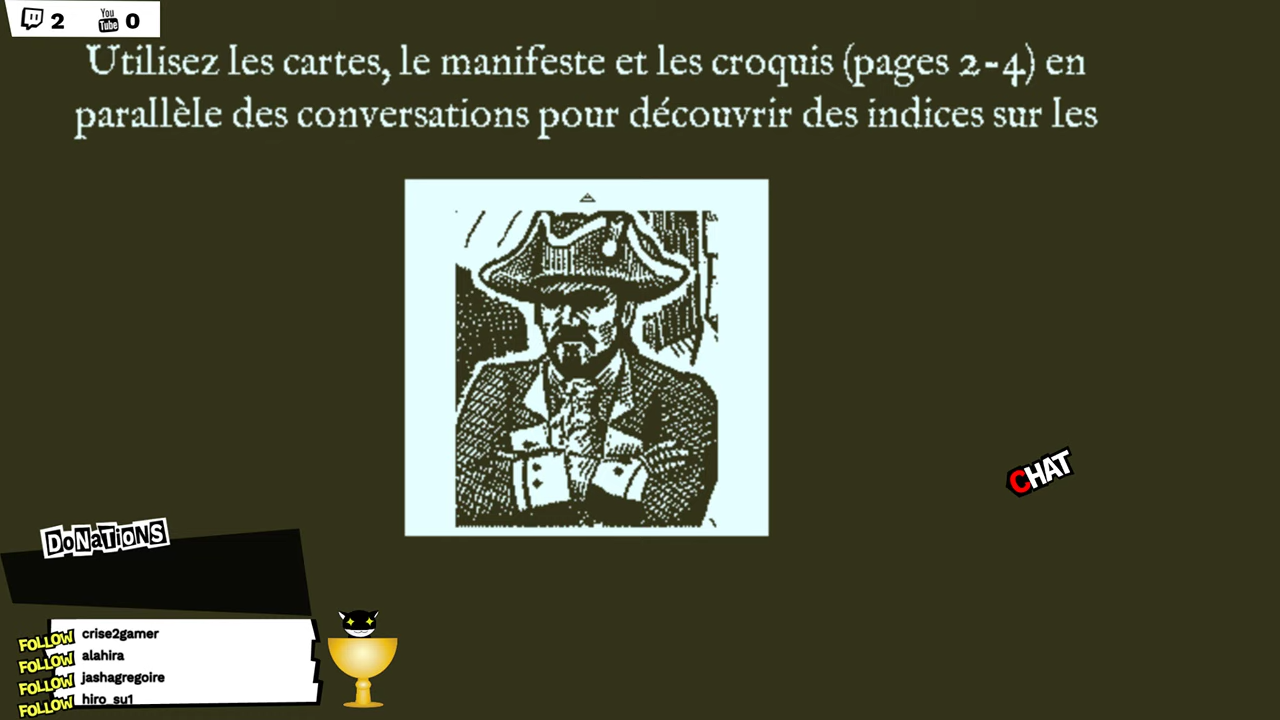 2
You
Tube
0
Utilisez les cartes, le manifeste et les croquis (pages 2-4) en
parallèle des conversations pour découvrir des indices sur les
CHAT
DoNaTiONS
FOLLOW crise2gamer
FOLLOW alahira
FOLLOW jashagregoire
FOLLOW hiro_su1